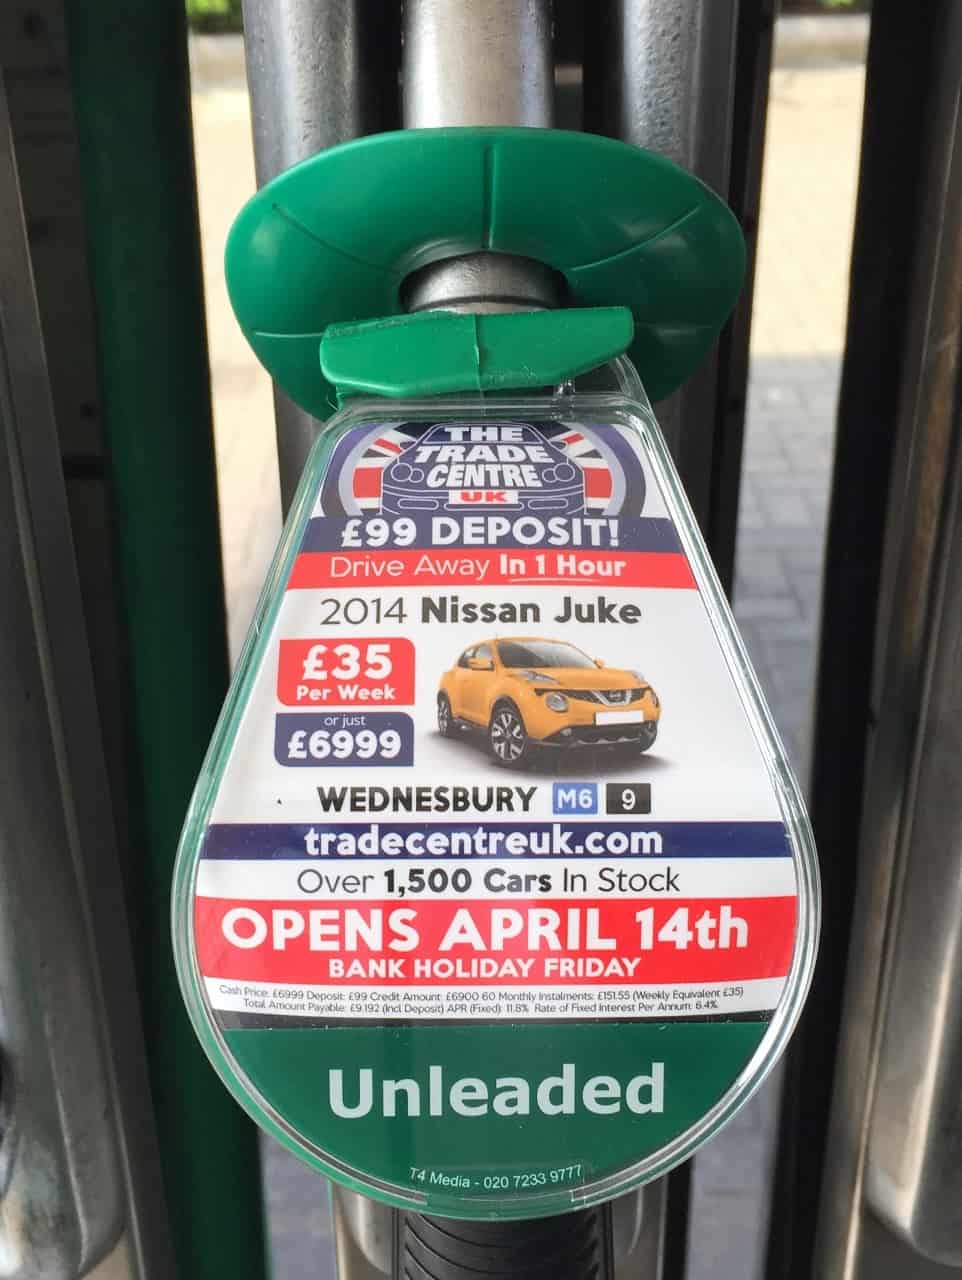 THE
TRADE
CENTRE
UK
£99 DEPOSIT!
Drive Away In 1 Hour
2014 Nissan Juke
£35
Per Week
or just
£6999
WEDNESBURY M6 9
tradecentreuk.com
Over 1,500 Cars In Stock
OPENS APRIL 14th
BANK HOLIDAY FRIDAY
Cash Price: £6999 Deposit: £99 Credit Amount: £6900 60 Monthly Instalments: £151.55 (Weekly Equivalent £35)
Total Amount Payable: £9,192 (Incl Deposit) APR (Fixed): 11.8% Rate of Fixed Interest Per Annum: 6.4%
Unleaded
T4 Media - 020 7233 9777